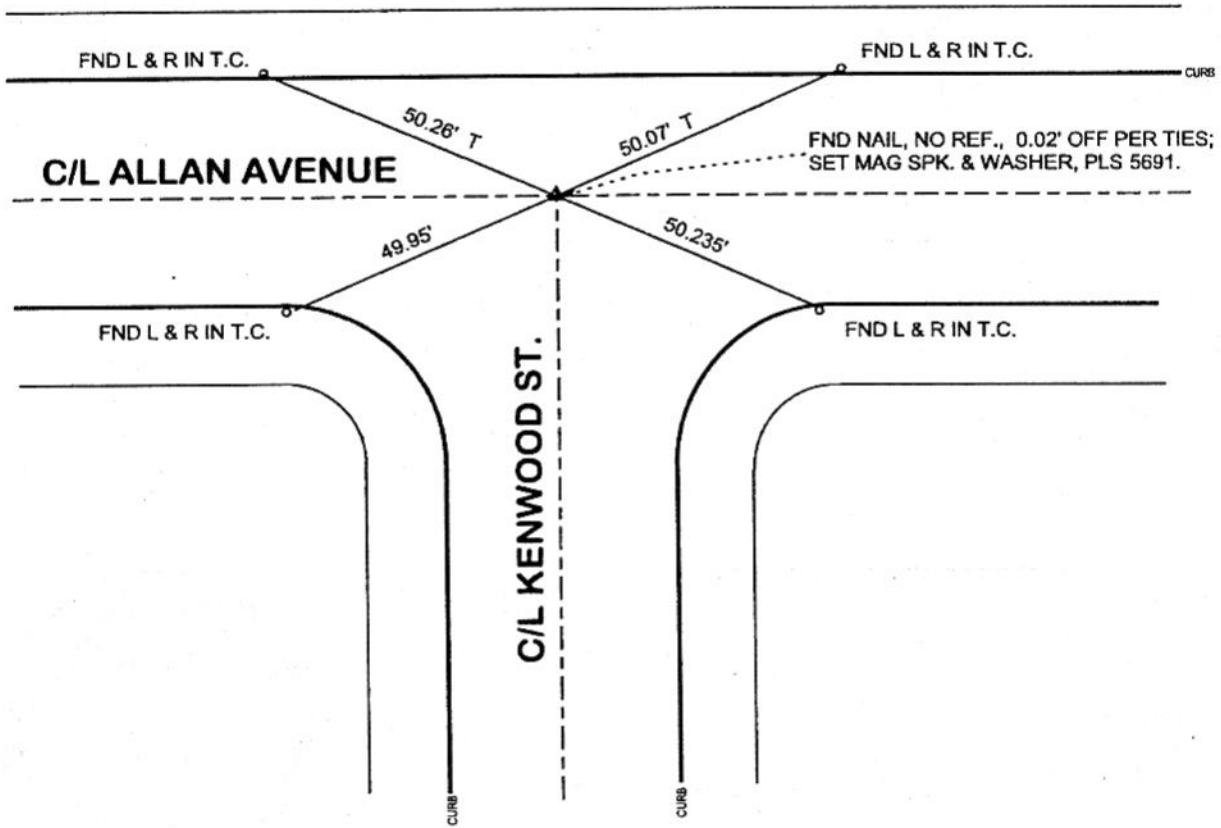 FND L & R IN T.C.
FND L & R IN T.C.
CURB
50.26' T
50.07' T
FND NAIL, NO REF., 0.02' OFF PER TIES;
SET MAG SPK. & WASHER, PLS 5691.
C/L ALLAN AVENUE
49.95'
50.235'
FND L & R IN T.C.
FND L & R IN T.C.
C/L KENWOOD ST.
CURB
CURB